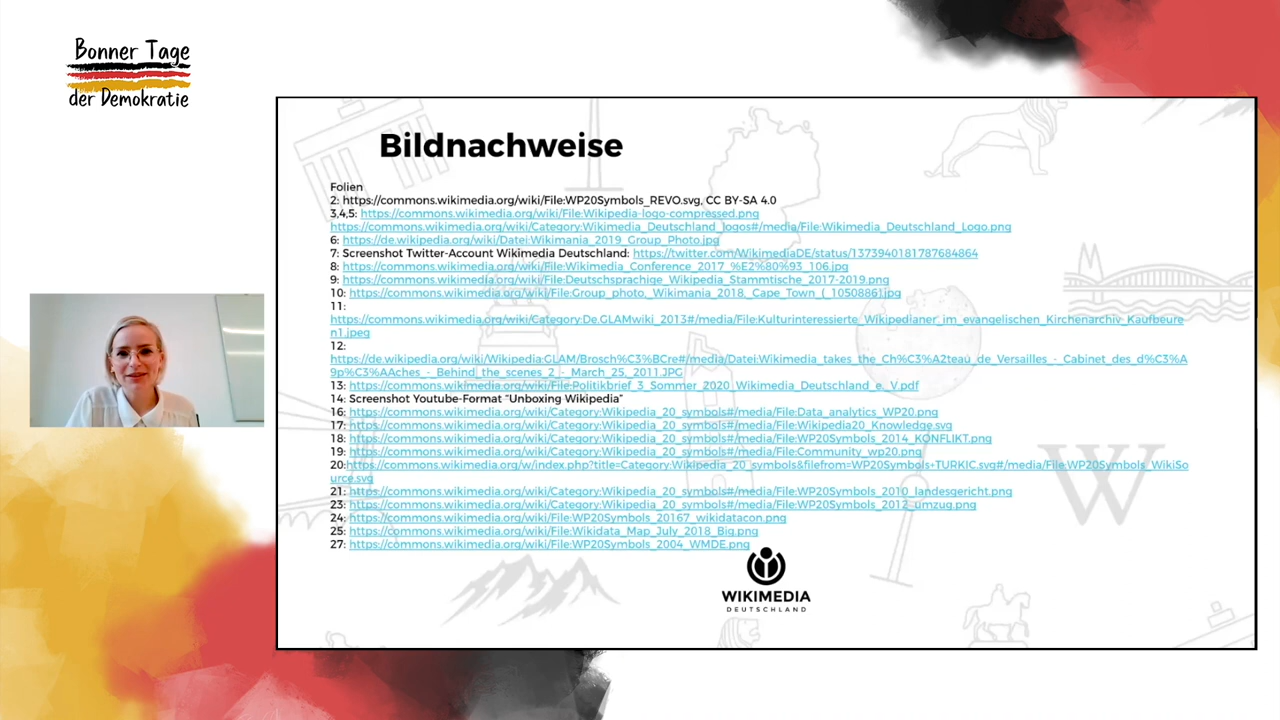 Bonner Tage
der Demokratie
Bildnachweise
Folien
2: https://commons.wikimedia.org/wiki/File:WP20Symbols_REVO.svg, CC BY-SA 4.0
3,4,5: https://commons.wikimedia.org/wiki/File:Wikipedia-logo-compressed.png
https://commons.wikimedia.org/wiki/Category:Wikimedia_Deutschland_logos#/media/File:Wikimedia_Deutschland_Logo.png
6: https://de.wikipedia.org/wiki/Datei:Wikimania_2019_Group_Photo.jpg
7: Screenshot Twitter-Account Wikimedia Deutschland: https://twitter.com/WikimediaDE/status/1373940181787684864
8: https://commons.wikimedia.org/wiki/File:Wikimedia_Conference_2017_%E2%80%93_106.jpg
9: https://commons.wikimedia.org/wiki/File:Deutschsprachige_Wikipedia_Stammtische_2017-2019.png
10: https://commons.wikimedia.org/wiki/File:Group_photo,_Wikimania_2018,_Cape_Town_(_1050886).jpg
11:
https://commons.wikimedia.org/wiki/Category:De.GLAMwiki_2013#/media/File:Kulturinteressierte_Wikipedianer_im_evangelischen_Kirchenarchiv_Kaufbeure
n1.jpeg
12:
https://de.wikipedia.org/wiki/Wikipedia:GLAM/Brosch%C3%BCre#/media/Datei:Wikimedia_takes_the_Ch%C3%A2teau_de_Versailles_-_Cabinet_des_d%C3%A
9p%C3%AAches_-_Behind_the_scenes_2_-_March_25,_2011.JPG
13: https://commons.wikimedia.org/wiki/File:Politikbrief_3_Sommer_2020_Wikimedia_Deutschland_e._V.pdf
14: Screenshot Youtube-Format “Unboxing Wikipedia”
16: https://commons.wikimedia.org/wiki/Category:Wikipedia_20_symbols#/media/File:Data_analytics_WP20.png
17: https://commons.wikimedia.org/wiki/Category:Wikipedia_20_symbols#/media/File:Wikipedia20_Knowledge.svg
18: https://commons.wikimedia.org/wiki/Category:Wikipedia_20_symbols#/media/File:WP20Symbols_2014_KONFLIKT.png
19: https://commons.wikimedia.org/wiki/Category:Wikipedia_20_symbols#/media/File:Community_wp20.png
20:https://commons.wikimedia.org/w/index.php?title=Category:Wikipedia_20_symbols&filefrom=WP20Symbols+TURKIC.svg#/media/File:WP20Symbols_WikiSo
urce.svg
21: https://commons.wikimedia.org/wiki/Category:Wikipedia_20_symbols#/media/File:WP20Symbols_2010_landesgericht.png
23: https://commons.wikimedia.org/wiki/Category:Wikipedia_20_symbols#/media/File:WP20Symbols_2012_umzug.png
24: https://commons.wikimedia.org/wiki/File:WP20Symbols_20167_wikidatacon.png
25: https://commons.wikimedia.org/wiki/File:Wikidata_Map_July_2018_Big.png
27: https://commons.wikimedia.org/wiki/File:WP20Symbols_2004_WMDE.png
W
WIKIMEDIA
DEUTSCHLAND